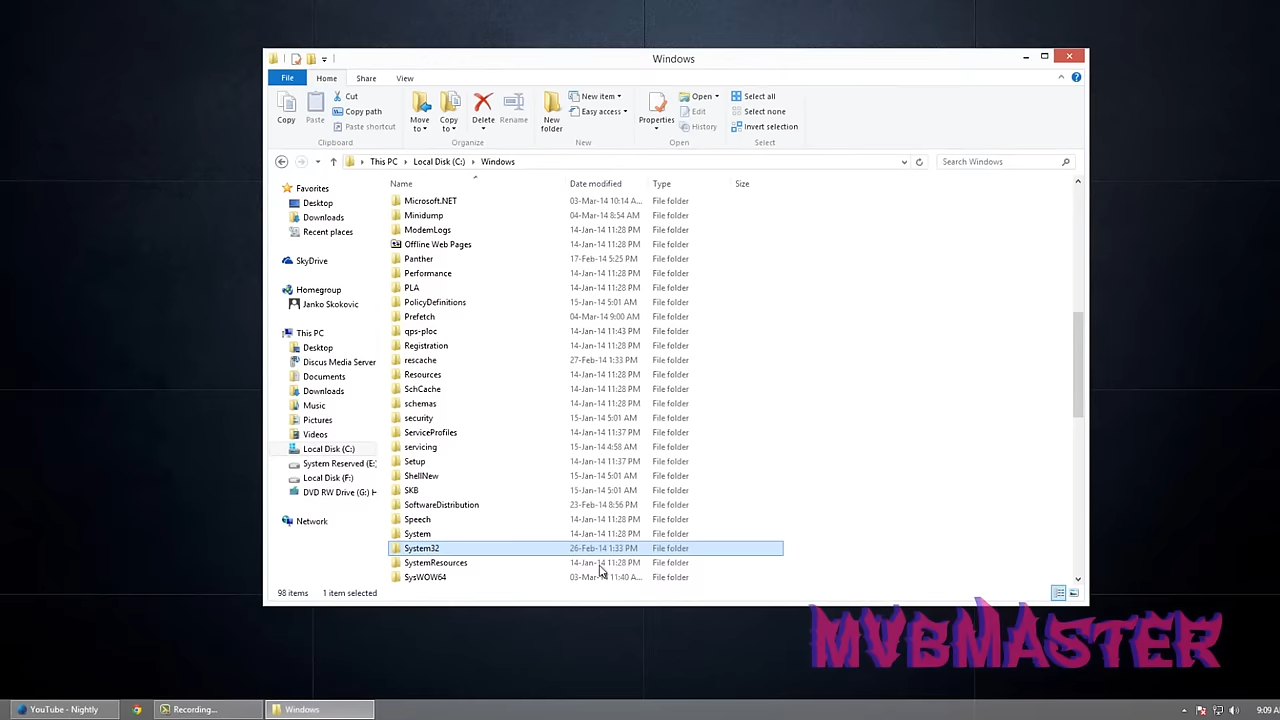 Windows
File Home Share View
Copy Paste Cut Copy path Paste shortcut Move to Copy to Delete Rename New folder New item Easy access Properties Open Edit History Select all Select none Invert selection
Clipboard Organize New Open Select
This PC Local Disk (C:) Windows Search Windows
Name Date modified Type Size
Favorites
Desktop
Downloads
Recent places
SkyDrive
Homegroup
Janko Skokovic
This PC
Desktop
Discus Media Server
Documents
Downloads
Music
Pictures
Videos
Local Disk (C:)
System Reserved (E:
Local Disk (F:)
DVD RW Drive (G:) H
Network
Microsoft.NET 03-Mar-14 10:14 A... File folder
Minidump 04-Mar-14 8:54 AM File folder
ModemLogs 14-Jan-14 11:28 PM File folder
Offline Web Pages 14-Jan-14 11:28 PM File folder
Panther 17-Feb-14 5:25 PM File folder
Performance 14-Jan-14 11:28 PM File folder
PLA 14-Jan-14 11:28 PM File folder
PolicyDefinitions 15-Jan-14 5:01 AM File folder
Prefetch 04-Mar-14 9:00 AM File folder
qps-ploc 14-Jan-14 11:43 PM File folder
Registration 14-Jan-14 11:28 PM File folder
rescache 27-Feb-14 1:33 PM File folder
Resources 14-Jan-14 11:28 PM File folder
SchCache 14-Jan-14 11:28 PM File folder
schemas 14-Jan-14 11:28 PM File folder
security 15-Jan-14 5:01 AM File folder
ServiceProfiles 14-Jan-14 11:37 PM File folder
servicing 15-Jan-14 4:58 AM File folder
Setup 14-Jan-14 11:37 PM File folder
ShellNew 15-Jan-14 5:01 AM File folder
SKB 15-Jan-14 5:01 AM File folder
SoftwareDistribution 23-Feb-14 8:56 PM File folder
Speech 14-Jan-14 11:28 PM File folder
System 14-Jan-14 11:28 PM File folder
System32 26-Feb-14 1:33 PM File folder
SystemResources 14-Jan-14 11:28 PM File folder
SysWOW64 03-Mar-14 11:40 A... File folder
98 items 1 item selected
MVBMASTER
YouTube - Nightly Recording... Windows 9:09 A